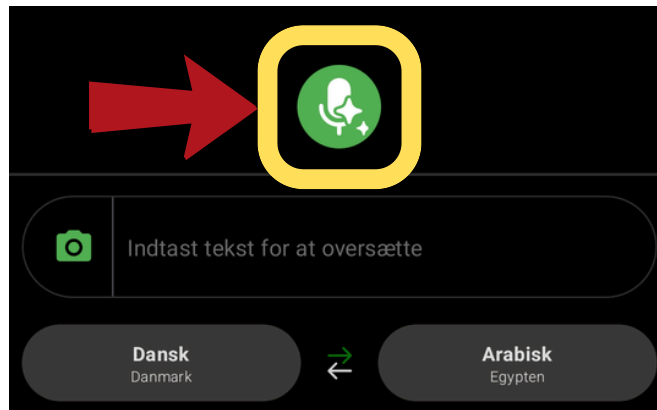 Indtast tekst for at oversætte
Dansk
Danmark
Arabisk
Egypten